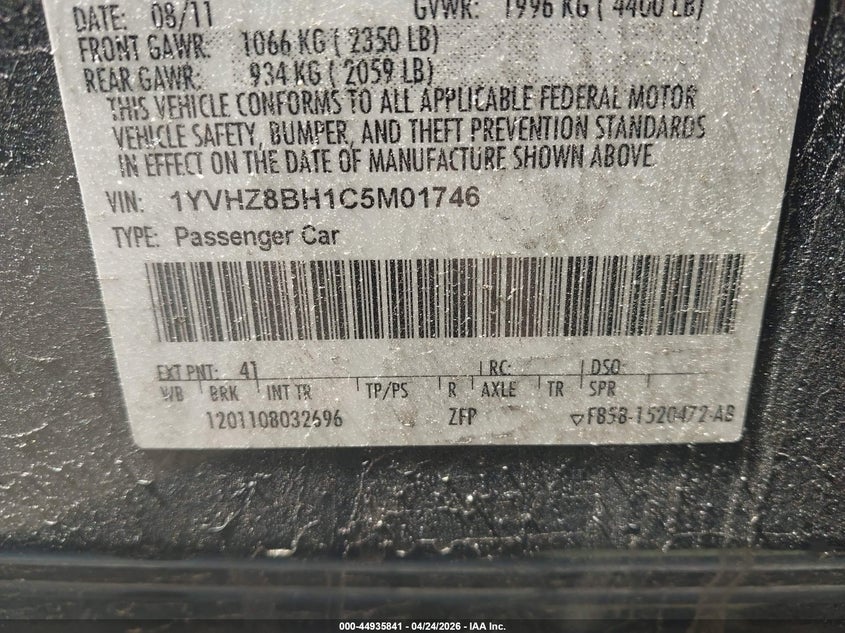 DATE: 08/11 GVWR: 1996 KG ( 4400 LB)
FRONT GAWR: 1066 KG ( 2350 LB)
REAR GAWR: 934 KG ( 2059 LB)
THIS VEHICLE CONFORMS TO ALL APPLICABLE FEDERAL MOTOR
VEHICLE SAFETY, BUMPER, AND THEFT PREVENTION STANDARDS
IN EFFECT ON THE DATE OF MANUFACTURE SHOWN ABOVE
VIN: 1YVHZ8BH1C5M01746
TYPE: Passenger Car
EXT PNT: 41 RC: DSO:
WB BRK INT TR TP/PS R AXLE TR SPR
1201108032696 ZFP F85B-1520472-AB
000-44935841 - 04/24/2026 - IAA Inc.